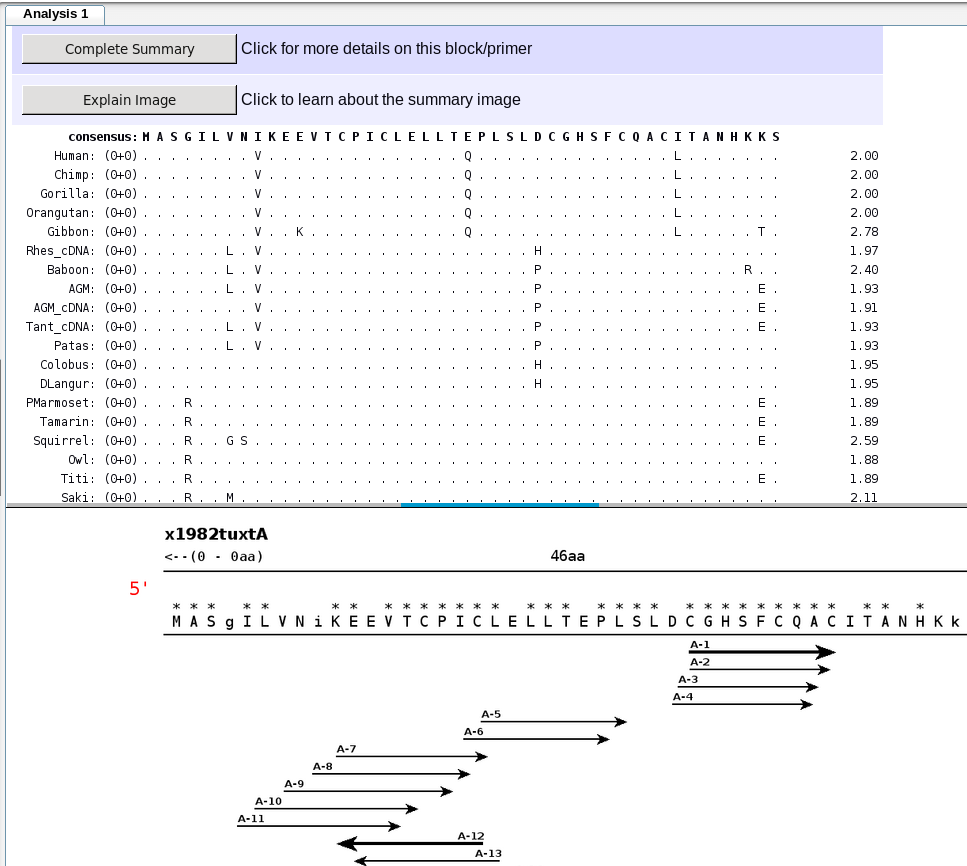 Analysis 1
Complete Summary Click for more details on this block/primer
Explain Image Click to learn about the summary image
consensus: M A S G I L V N I K E E V T C P I C L E L L T E P L S L D C G H S F C Q A C I T A N H K K S
Human: (0+0) . . . . . . . . V . . . . . . . . . . . . . . Q . . . . . . . . . . . . . . L . . . . . . . 2.00
Chimp: (0+0) . . . . . . . . V . . . . . . . . . . . . . . Q . . . . . . . . . . . . . . L . . . . . . . 2.00
Gorilla: (0+0) . . . . . . . . V . . . . . . . . . . . . . . Q . . . . . . . . . . . . . . L . . . . . . . 2.00
Orangutan: (0+0) . . . . . . . . V . . . . . . . . . . . . . . Q . . . . . . . . . . . . . . L . . . . . . . 2.00
Gibbon: (0+0) . . . . . . . . V . . K . . . . . . . . . . . Q . . . . . . . . . . . . . . L . . . . . T . 2.78
Rhes_cDNA: (0+0) . . . . . . L . V . . . . . . . . . . . . . . . . . . . H . . . . . . . . . . . . . . . . . 1.97
Baboon: (0+0) . . . . . . L . V . . . . . . . . . . . . . . . . . . . P . . . . . . . . . . . . . . R . . 2.40
AGM: (0+0) . . . . . . L . V . . . . . . . . . . . . . . . . . . . P . . . . . . . . . . . . . . . E . 1.93
AGM_cDNA: (0+0) . . . . . . . . V . . . . . . . . . . . . . . . . . . . P . . . . . . . . . . . . . . . E . 1.91
Tant_cDNA: (0+0) . . . . . . L . V . . . . . . . . . . . . . . . . . . . P . . . . . . . . . . . . . . . E . 1.93
Patas: (0+0) . . . . . . L . V . . . . . . . . . . . . . . . . . . . P . . . . . . . . . . . . . . . . . 1.93
Colobus: (0+0) . . . . . . . . . . . . . . . . . . . . . . . . . . . . H . . . . . . . . . . . . . . . . . 1.95
DLangur: (0+0) . . . . . . . . . . . . . . . . . . . . . . . . . . . . H . . . . . . . . . . . . . . . . . 1.95
PMarmoset: (0+0) . . . R . . . . . . . . . . . . . . . . . . . . . . . . . . . . . . . . . . . . . . . . E . 1.89
Tamarin: (0+0) . . . R . . . . . . . . . . . . . . . . . . . . . . . . . . . . . . . . . . . . . . . . E . 1.89
Squirrel: (0+0) . . . R . . G S . . . . . . . . . . . . . . . . . . . . . . . . . . . . . . . . . . . . E . 2.59
Owl: (0+0) . . . R . . . . . . . . . . . . . . . . . . . . . . . . . . . . . . . . . . . . . . . . . . 1.88
Titi: (0+0) . . . R . . . . . . . . . . . . . . . . . . . . . . . . . . . . . . . . . . . . . . . . E . 1.89
Saki: (0+0) . . . R . . M . . . . . . . . . . . . . . . . . . . . . . . . . . . . . . . . . . . . . . . 2.11
x1982tuxtA
<--(0 - 0aa) 46aa
5'
* * * * * * * * * * * * * * * * * * * * * * * * * * * * * * * * *
M A S g I L V N i K E E V T C P I C L E L L T E P L S L D C G H S F C Q A C I T A N H K k
A-1
A-2
A-3
A-4
A-5
A-6
A-7
A-8
A-9
A-10
A-11
A-12
A-13